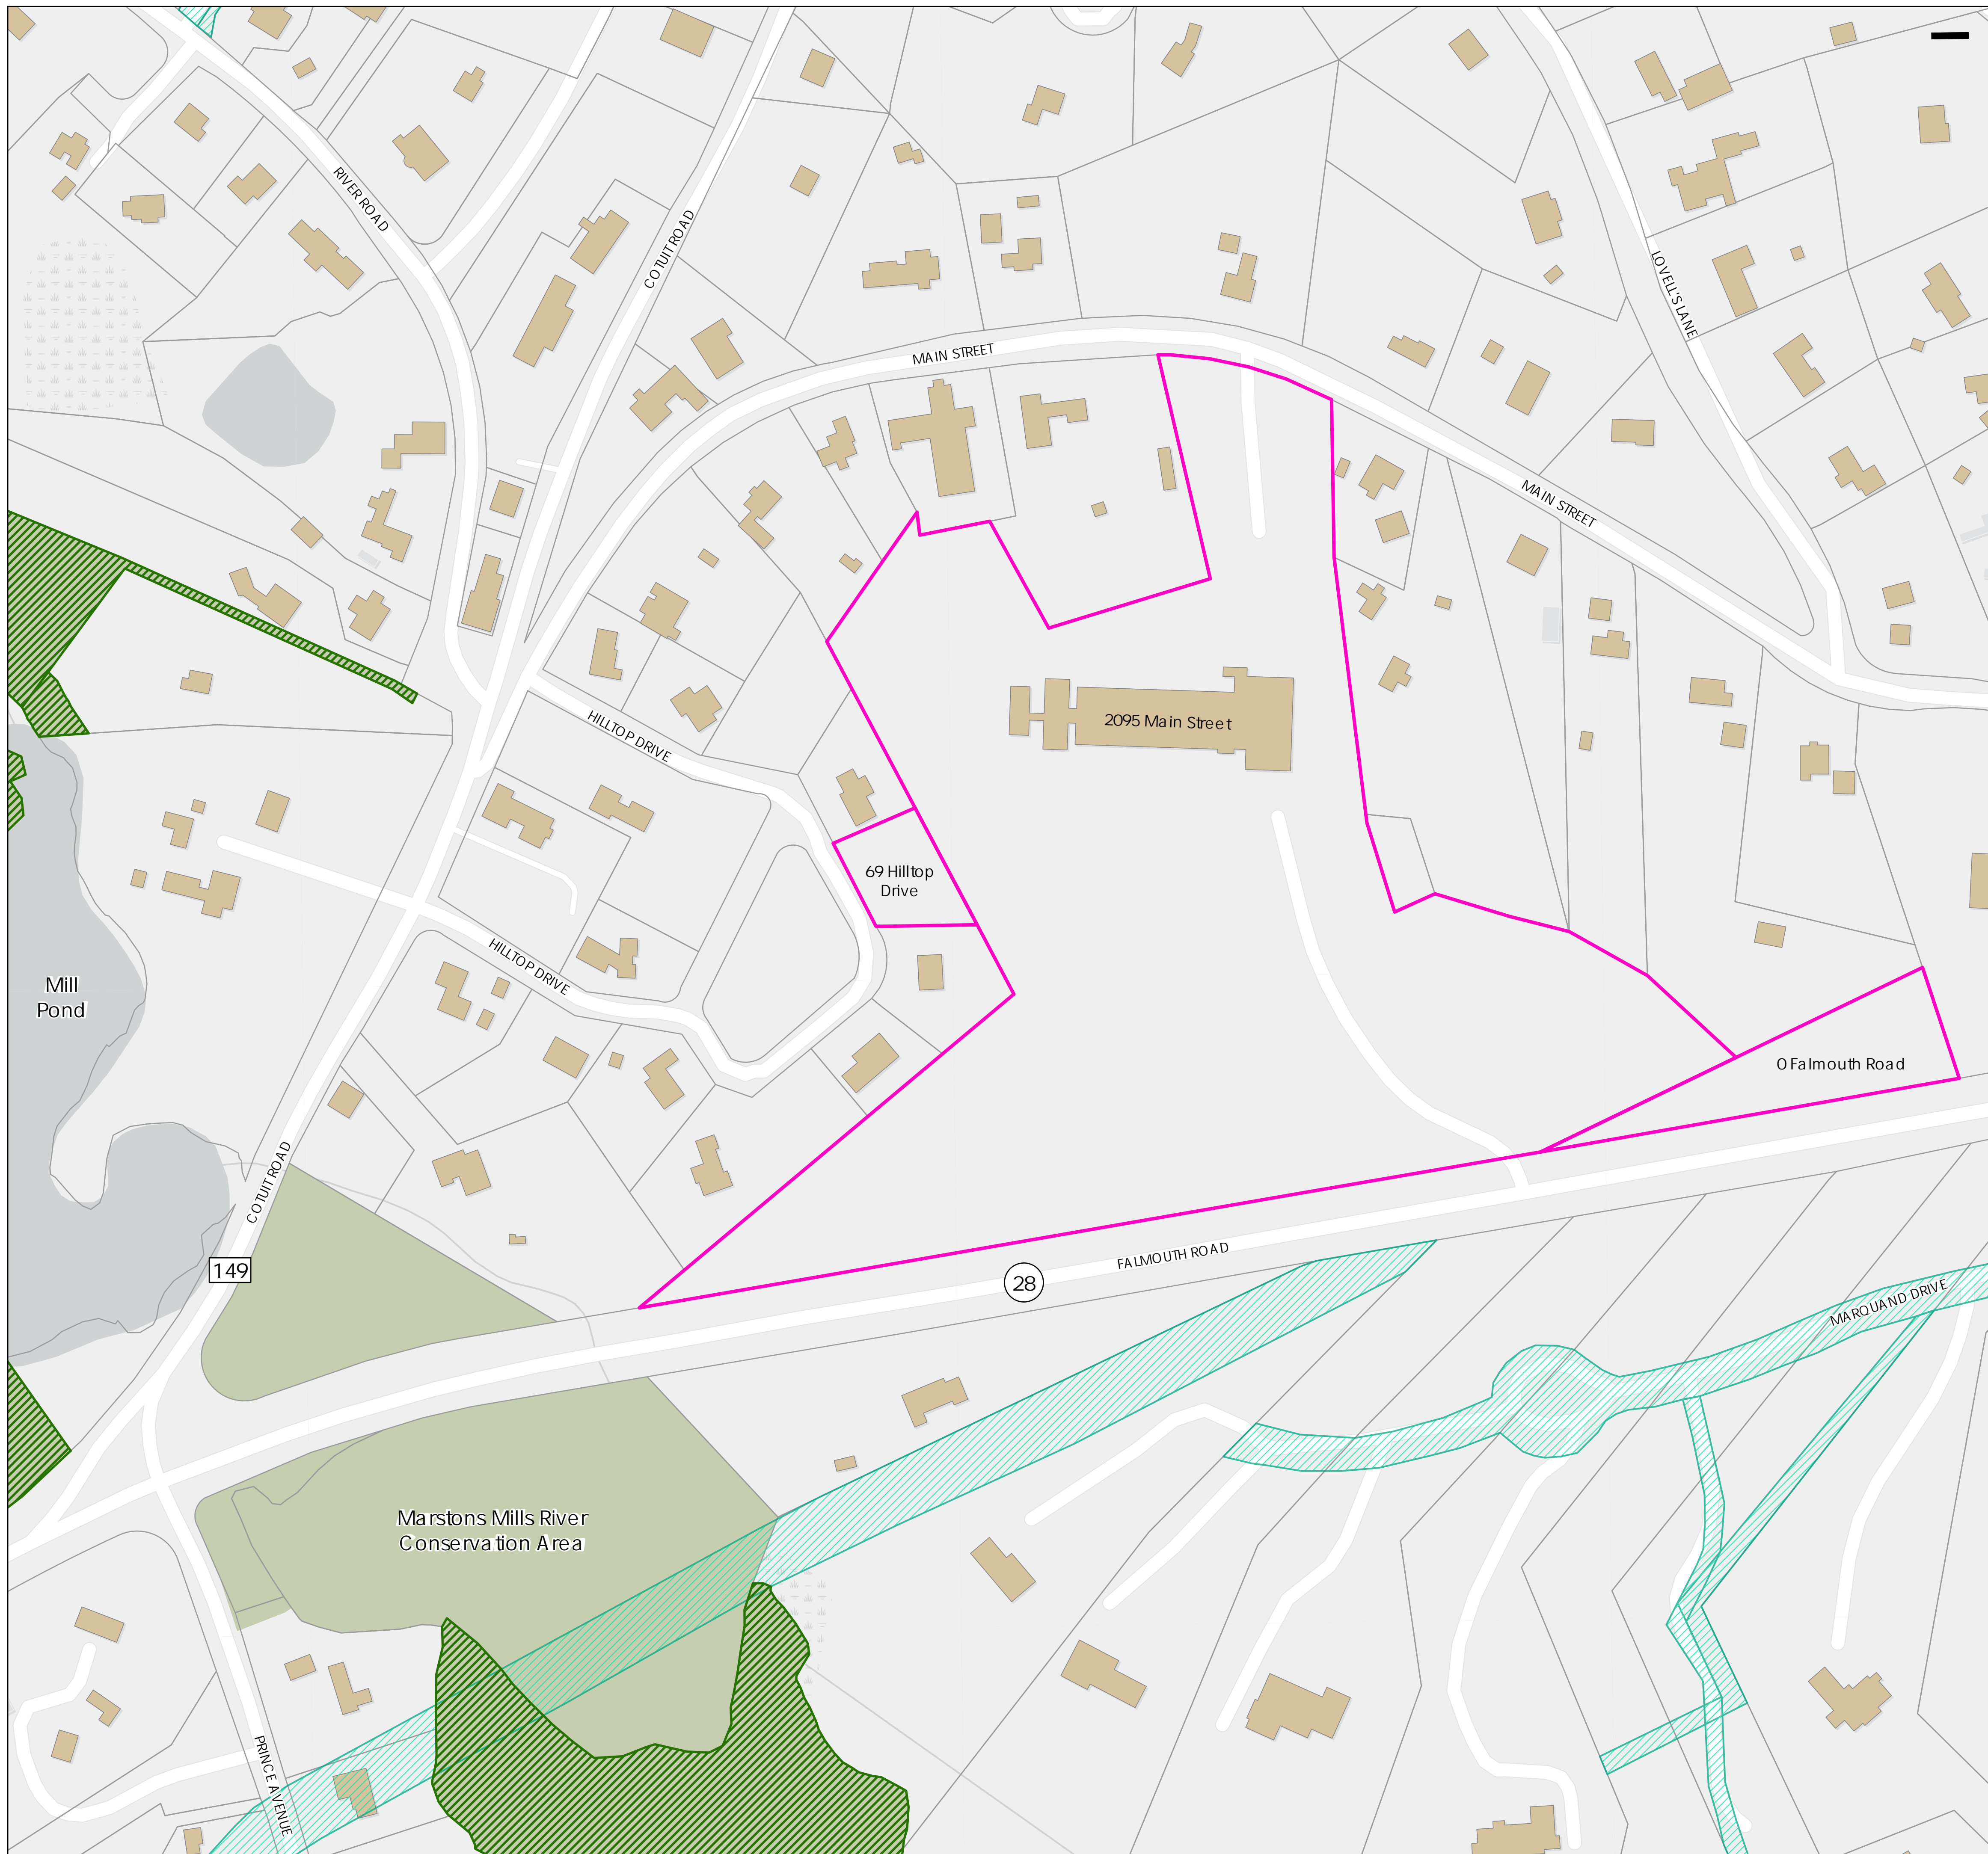 RIVER ROAD
COTUIT ROAD
LOVELL'S LANE
MAIN STREET
MAIN STREET
2095 Main Street
HILLTOP DRIVE
69 Hilltop
Drive
HILLTOP DRIVE
Mill
Pond
0 Falmouth Road
COTUIT ROAD
149
FALMOUTH ROAD
28
MARQUAND DRIVE
Marstons Mills River
Conservation Area
PRINCE AVENUE